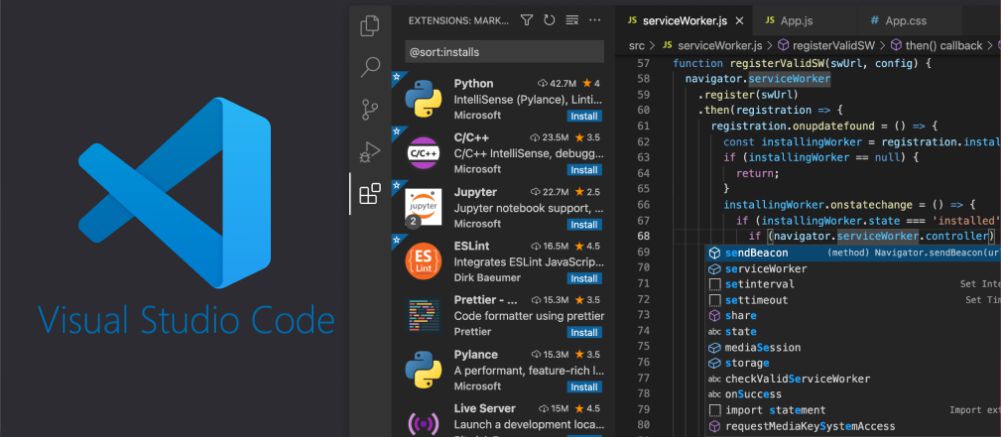 Visual Studio Code
EXTENSIONS: MARK...
@sort:installs
Python 42.7M ★ 4
IntelliSense (Pylance), Linti...
Microsoft Install
C/C++ 23.5M ★ 3.5
C/C++
C/C++ IntelliSense, debugg...
Microsoft Install
Jupyter 22.7M ★ 2.5
jupyter
2
Jupyter notebook support, ...
Microsoft Install
ESLint 16.5M ★ 4.5
ES
Lint
Integrates ESLint JavaScrip...
Dirk Baeumer Install
Prettier - ... 15.3M ★ 3.5
Code formatter using prettier
Prettier Install
Pylance 15.3M ★ 3.5
A performant, feature-rich l...
Microsoft Install
Live Server 15M ★ 4.5
Launch a development loca...
JS serviceWorker.js × JS App.js # App.css
src > JS serviceWorker.js > registerValidSW > then() callback
57 function registerValidSW(swUrl, config) {
58 navigator.serviceWorker
59 .register(swUrl)
60 .then(registration => {
61 registration.onupdatefound = () => {
62 const installingWorker = registration.insta
63 if (installingWorker == null) {
64 return;
65 }
66 installingWorker.onstatechange = () => {
67 if (installingWorker.state === 'installed'
68 if (navigator.serviceWorker.controller)
69 sendBeacon (method) Navigator.sendBeacon(ur
70 serviceWorker
71 setinterval Set Inte
72 settimeout Set Tim
73 share
74 abc state
75 mediaSession
76 storage
77 abc checkValidServiceWorker
78 abc onSuccess
79 import statement Import ext
80 requestMediaKeySystemAccess